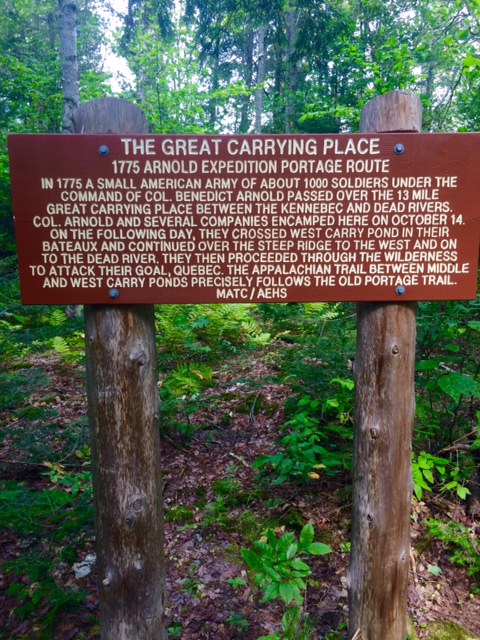 THE GREAT CARRYING PLACE
1775 ARNOLD EXPEDITION PORTAGE ROUTE
IN 1775 A SMALL AMERICAN ARMY OF ABOUT 1000 SOLDIERS UNDER THE
COMMAND OF COL. BENEDICT ARNOLD PASSED OVER THE 13 MILE
GREAT CARRYING PLACE BETWEEN THE KENNEBEC AND DEAD RIVERS.
COL. ARNOLD AND SEVERAL COMPANIES ENCAMPED HERE ON OCTOBER 14.
ON THE FOLLOWING DAY, THEY CROSSED WEST CARRY POND IN THEIR
BATEAUX AND CONTINUED OVER THE STEEP RIDGE TO THE WEST AND ON
TO THE DEAD RIVER. THEY THEN PROCEEDED THROUGH THE WILDERNESS
TO ATTACK THEIR GOAL, QUEBEC. THE APPALACHIAN TRAIL BETWEEN MIDDLE
AND WEST CARRY PONDS PRECISELY FOLLOWS THE OLD PORTAGE TRAIL.
MATC/AEHS